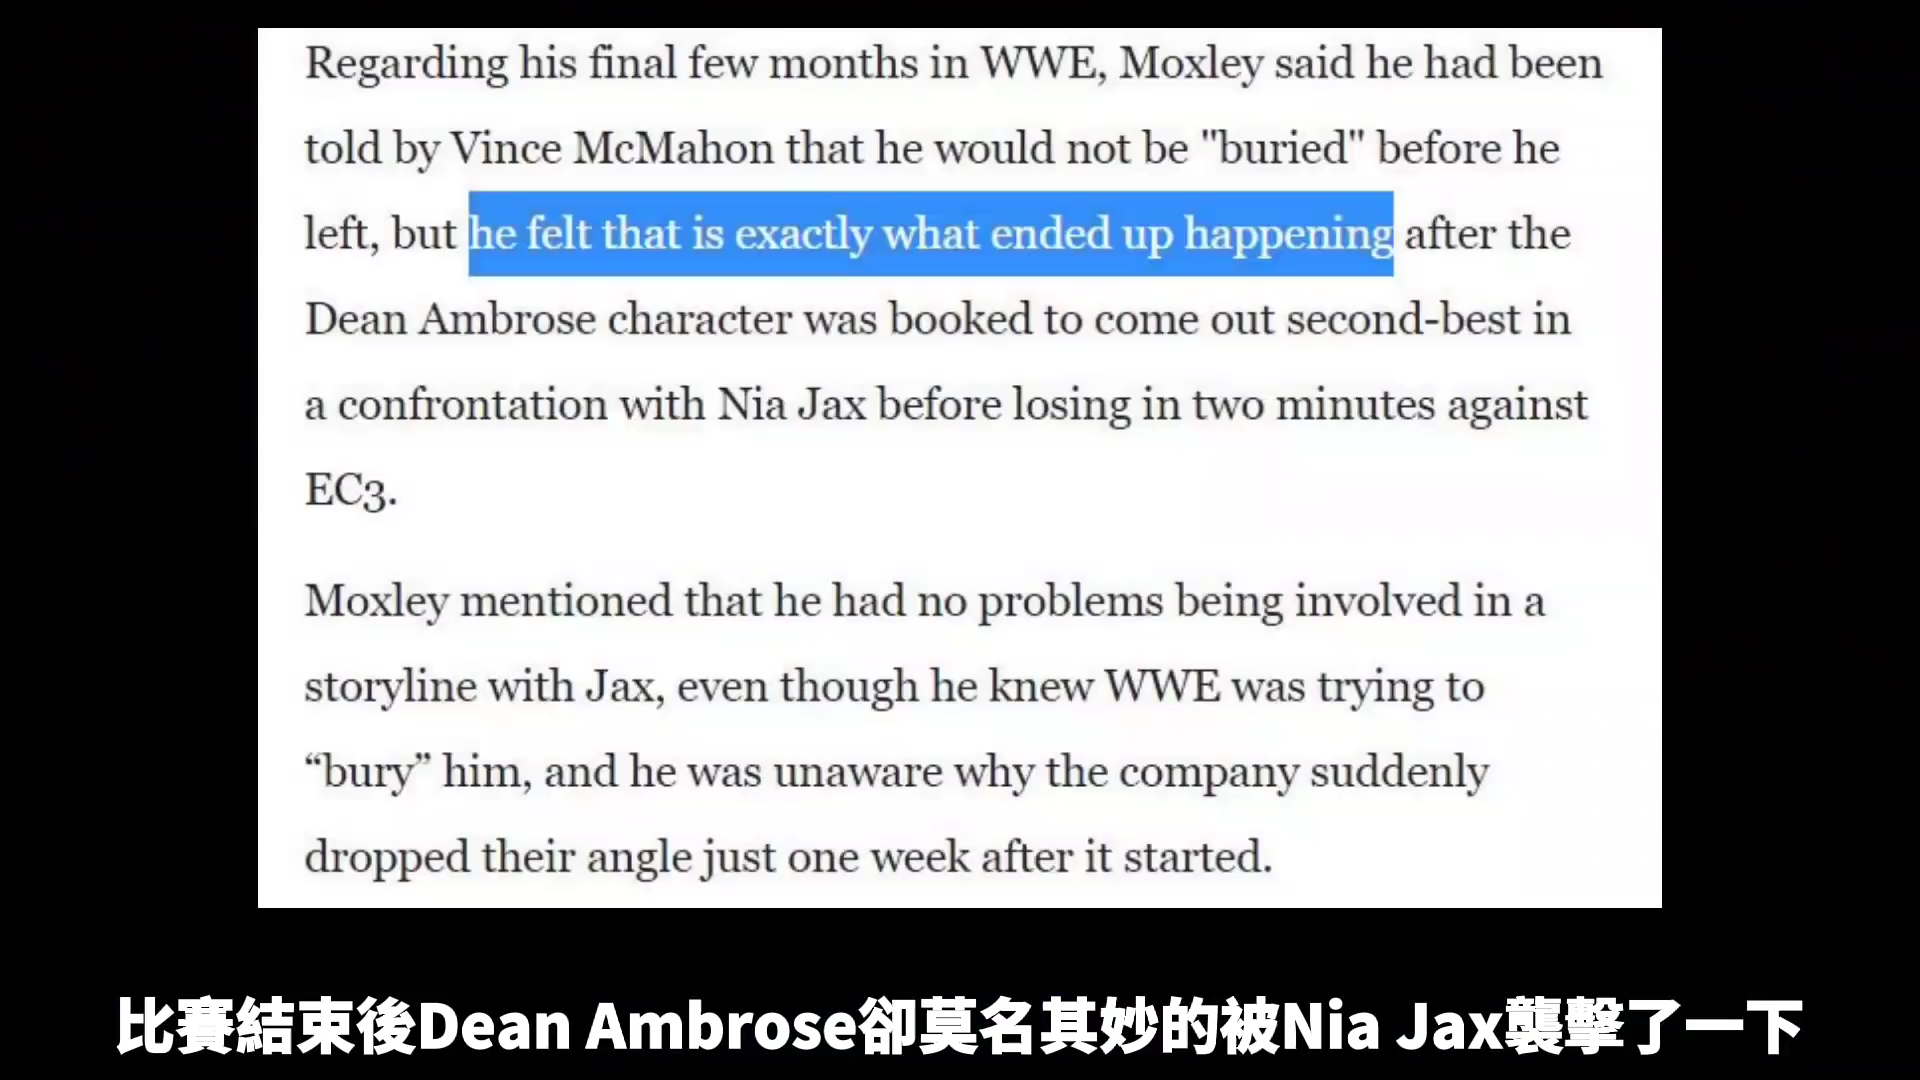 Regarding his final few months in WWE, Moxley said he had been
told by Vince McMahon that he would not be "buried" before he
left, but he felt that is exactly what ended up happening after the
Dean Ambrose character was booked to come out second-best in
a confrontation with Nia Jax before losing in two minutes against
EC3.
Moxley mentioned that he had no problems being involved in a
storyline with Jax, even though he knew WWE was trying to
“bury” him, and he was unaware why the company suddenly
dropped their angle just one week after it started.
比賽結束後Dean Ambrose卻莫名其妙的被Nia Jax襲擊了一下